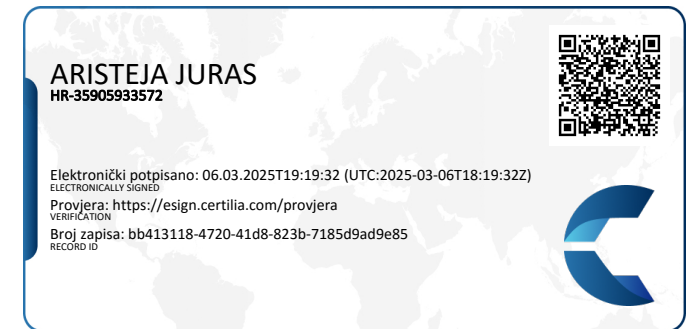 ARISTEJA JURAS
HR-35905933572
Elektronički potpisano: 06.03.2025T19:19:32 (UTC:2025-03-06T18:19:32Z)
ELECTRONICALLY SIGNED
Provjera: https://esign.certilia.com/provjera
VERIFICATION
Broj zapisa: bb413118-4720-41d8-823b-7185d9ad9e85
RECORD ID